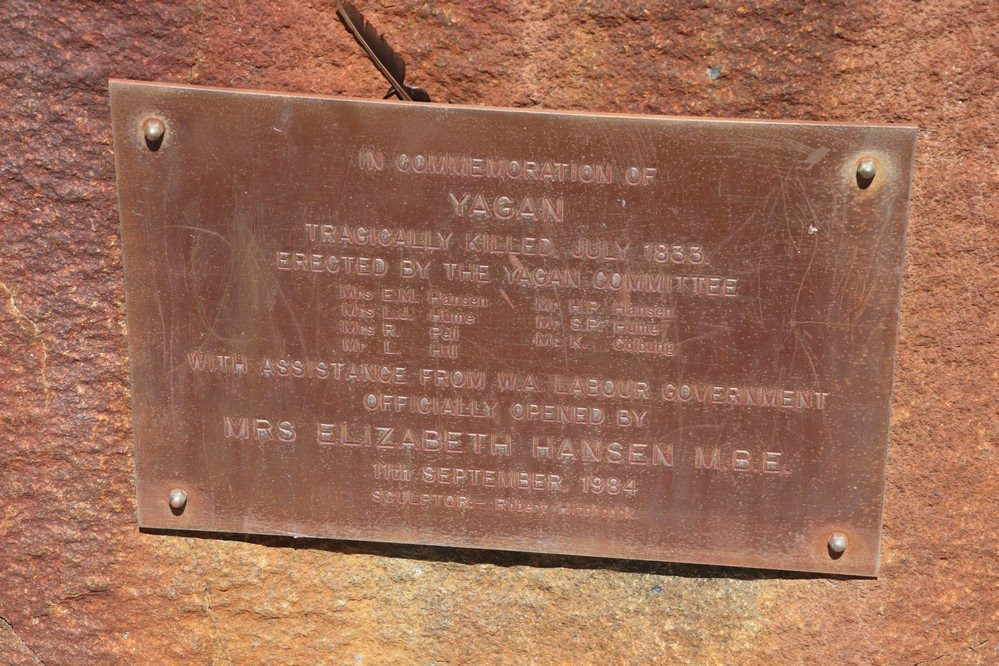 IN COMMEMORATION OF
YAGAN
TRAGICALLY KILLED, JULY 1833.
ERECTED BY THE YAGAN COMMITTEE
Mrs E.M. Hansen Mr H.P. Hansen
Mrs L.J. Hume Mr S.P. Hume
Mrs R. Pell Mr K. Colbung
Mr L. Hill
WITH ASSISTANCE FROM W.A. LABOUR GOVERNMENT
OFFICIALLY OPENED BY
MRS ELIZABETH HANSEN M.B.E.
11th SEPTEMBER, 1984
SCULPTOR — Robert